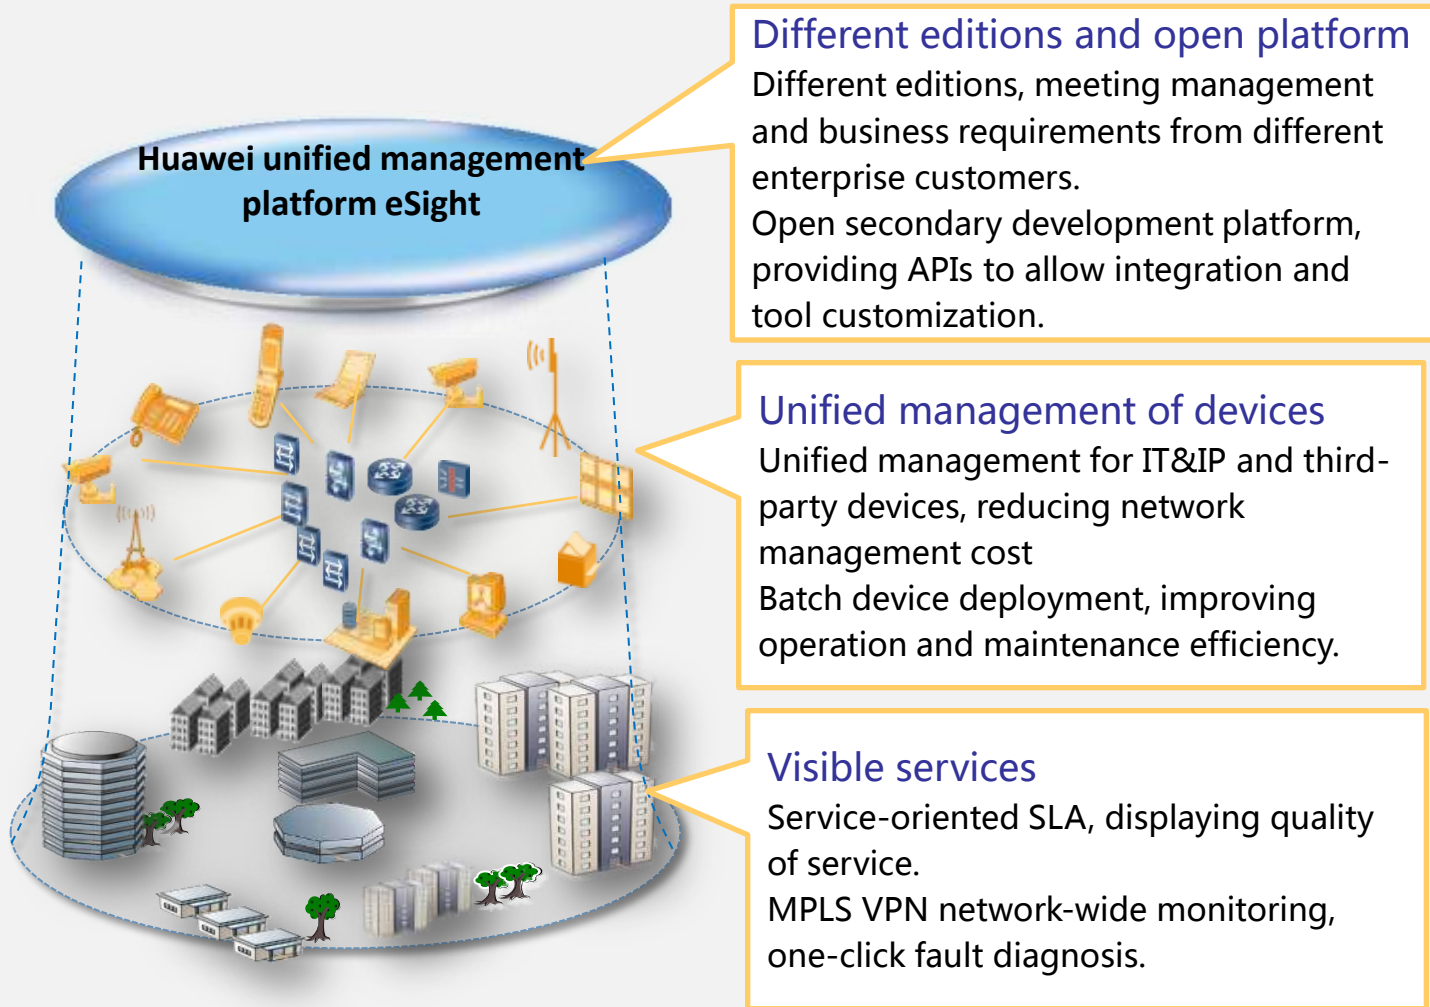 Huawei unified management
platform eSight
Different editions and open platform
Different editions, meeting management
and business requirements from different
enterprise customers.
Open secondary development platform,
providing APIs to allow integration and
tool customization.
Unified management of devices
Unified management for IT&IP and third-
party devices, reducing network
management cost
Batch device deployment, improving
operation and maintenance efficiency.
Visible services
Service-oriented SLA, displaying quality
of service.
MPLS VPN network-wide monitoring,
one-click fault diagnosis.